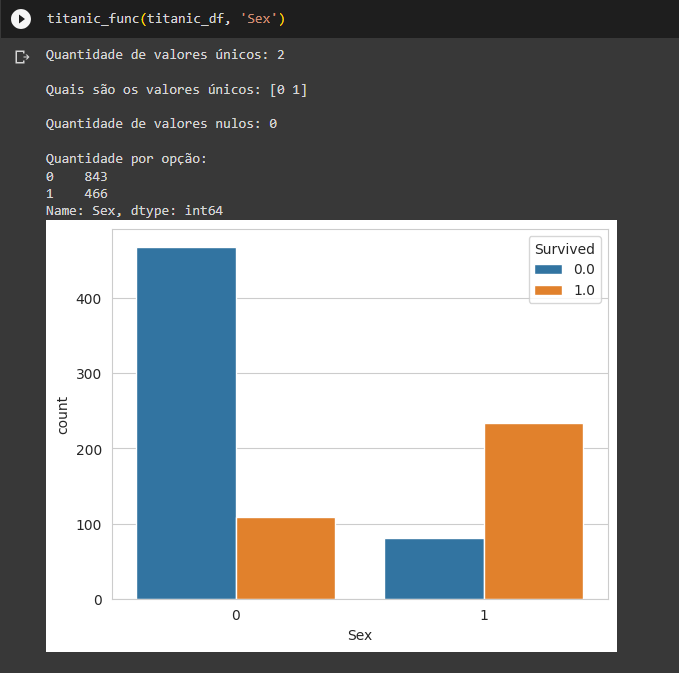 titanic_func(titanic_df, 'Sex')
Quantidade de valores únicos: 2
Quais são os valores únicos: [0 1]
Quantidade de valores nulos: 0
Quantidade por opção:
0    843
1    466
Name: Sex, dtype: int64
Survived
0.0
1.0
400
300
200
100
0
count
0
1
Sex